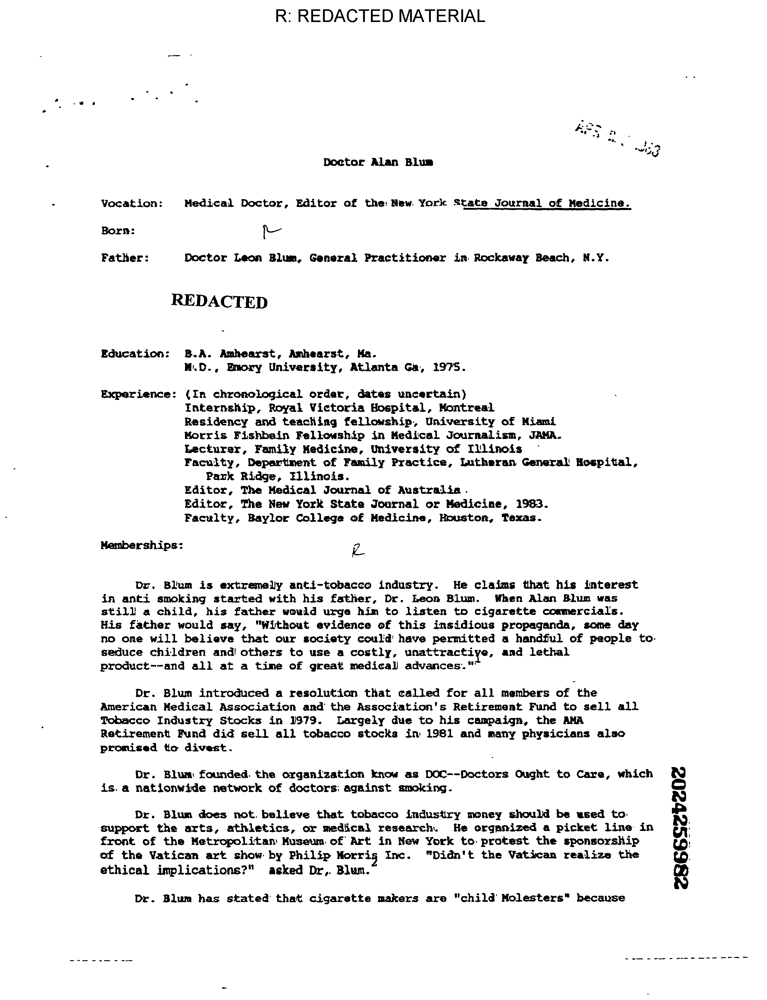 R: REDACTED MATERIAL
Doctor Alan Blum
Vocation: Medical Doctor, Editor of the New York State Journal of Medicine.
Born: R
Father: Doctor Leon Blum, General Practitioner in Rockaway Beach, N.Y.
REDACTED
Education: B.A. Amhearst, Amhearst, Ma.
M.D., Emory University, Atlanta Ga, 1975.
Experience: (In chronological order, dates uncertain)
Internship, Royal Victoria Hospital, Montreal
Residency and teaching fellowship, University of Miami
Morris Fishbein Fellowship in Medical Journalism, JAMA.
Lecturer, Family Medicine, University of Illinois
Faculty, Department of Family Practice, Lutheran General Hospital,
Park Ridge, Illinois.
Editor, The Medical Journal of Australia.
Editor, The New York State Journal or Medicine, 1983.
Faculty, Baylor College of Medicine, Houston, Texas.
Memberships: R
Dr. Blum is extremely anti-tobacco industry. He claims that his interest
in anti smoking started with his father, Dr. Leon Blum. When Alan Blum was
still a child, his father would urge him to listen to cigarette commercials.
His father would say, "Without evidence of this insidious propaganda, some day
no one will believe that our society could have permitted a handful of people to
seduce children and others to use a costly, unattractive, and lethal
product--and all at a time of great medical advances."1
Dr. Blum introduced a resolution that called for all members of the
American Medical Association and the Association's Retirement Fund to sell all
Tobacco Industry Stocks in 1979. Largely due to his campaign, the AMA
Retirement Fund did sell all tobacco stocks in 1981 and many physicians also
promised to divest.
Dr. Blum founded the organization know as DOC--Doctors Ought to Care, which
is a nationwide network of doctors against smoking.
Dr. Blum does not believe that tobacco industry money should be used to
support the arts, athletics, or medical research. He organized a picket line in
front of the Metropolitan Museum of Art in New York to protest the sponsorship
of the Vatican art show by Philip Morris Inc. "Didn't the Vatican realize the
ethical implications?" asked Dr. Blum.2
Dr. Blum has stated that cigarette makers are "child Molesters" because
2024259982